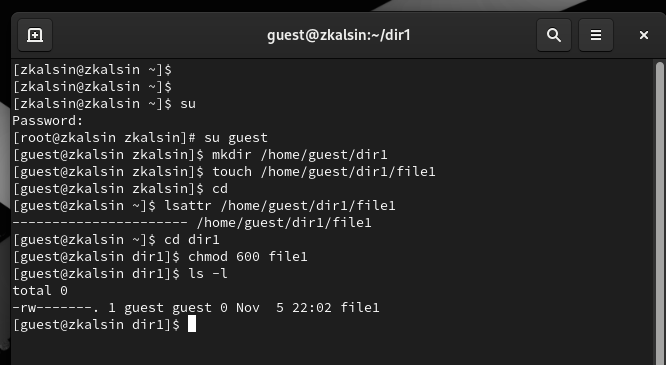 guest@zkalsin:~/dir1
[zkalsin@zkalsin ~]$
[zkalsin@zkalsin ~]$
[zkalsin@zkalsin ~]$ su
Password:
[root@zkalsin zkalsin]# su guest
[guest@zkalsin zkalsin]$ mkdir /home/guest/dir1
[guest@zkalsin zkalsin]$ touch /home/guest/dir1/file1
[guest@zkalsin zkalsin]$ cd
[guest@zkalsin ~]$ lsattr /home/guest/dir1/file1
---------------------- /home/guest/dir1/file1
[guest@zkalsin ~]$ cd dir1
[guest@zkalsin dir1]$ chmod 600 file1
[guest@zkalsin dir1]$ ls -l
total 0
-rw-------. 1 guest guest 0 Nov  5 22:02 file1
[guest@zkalsin dir1]$